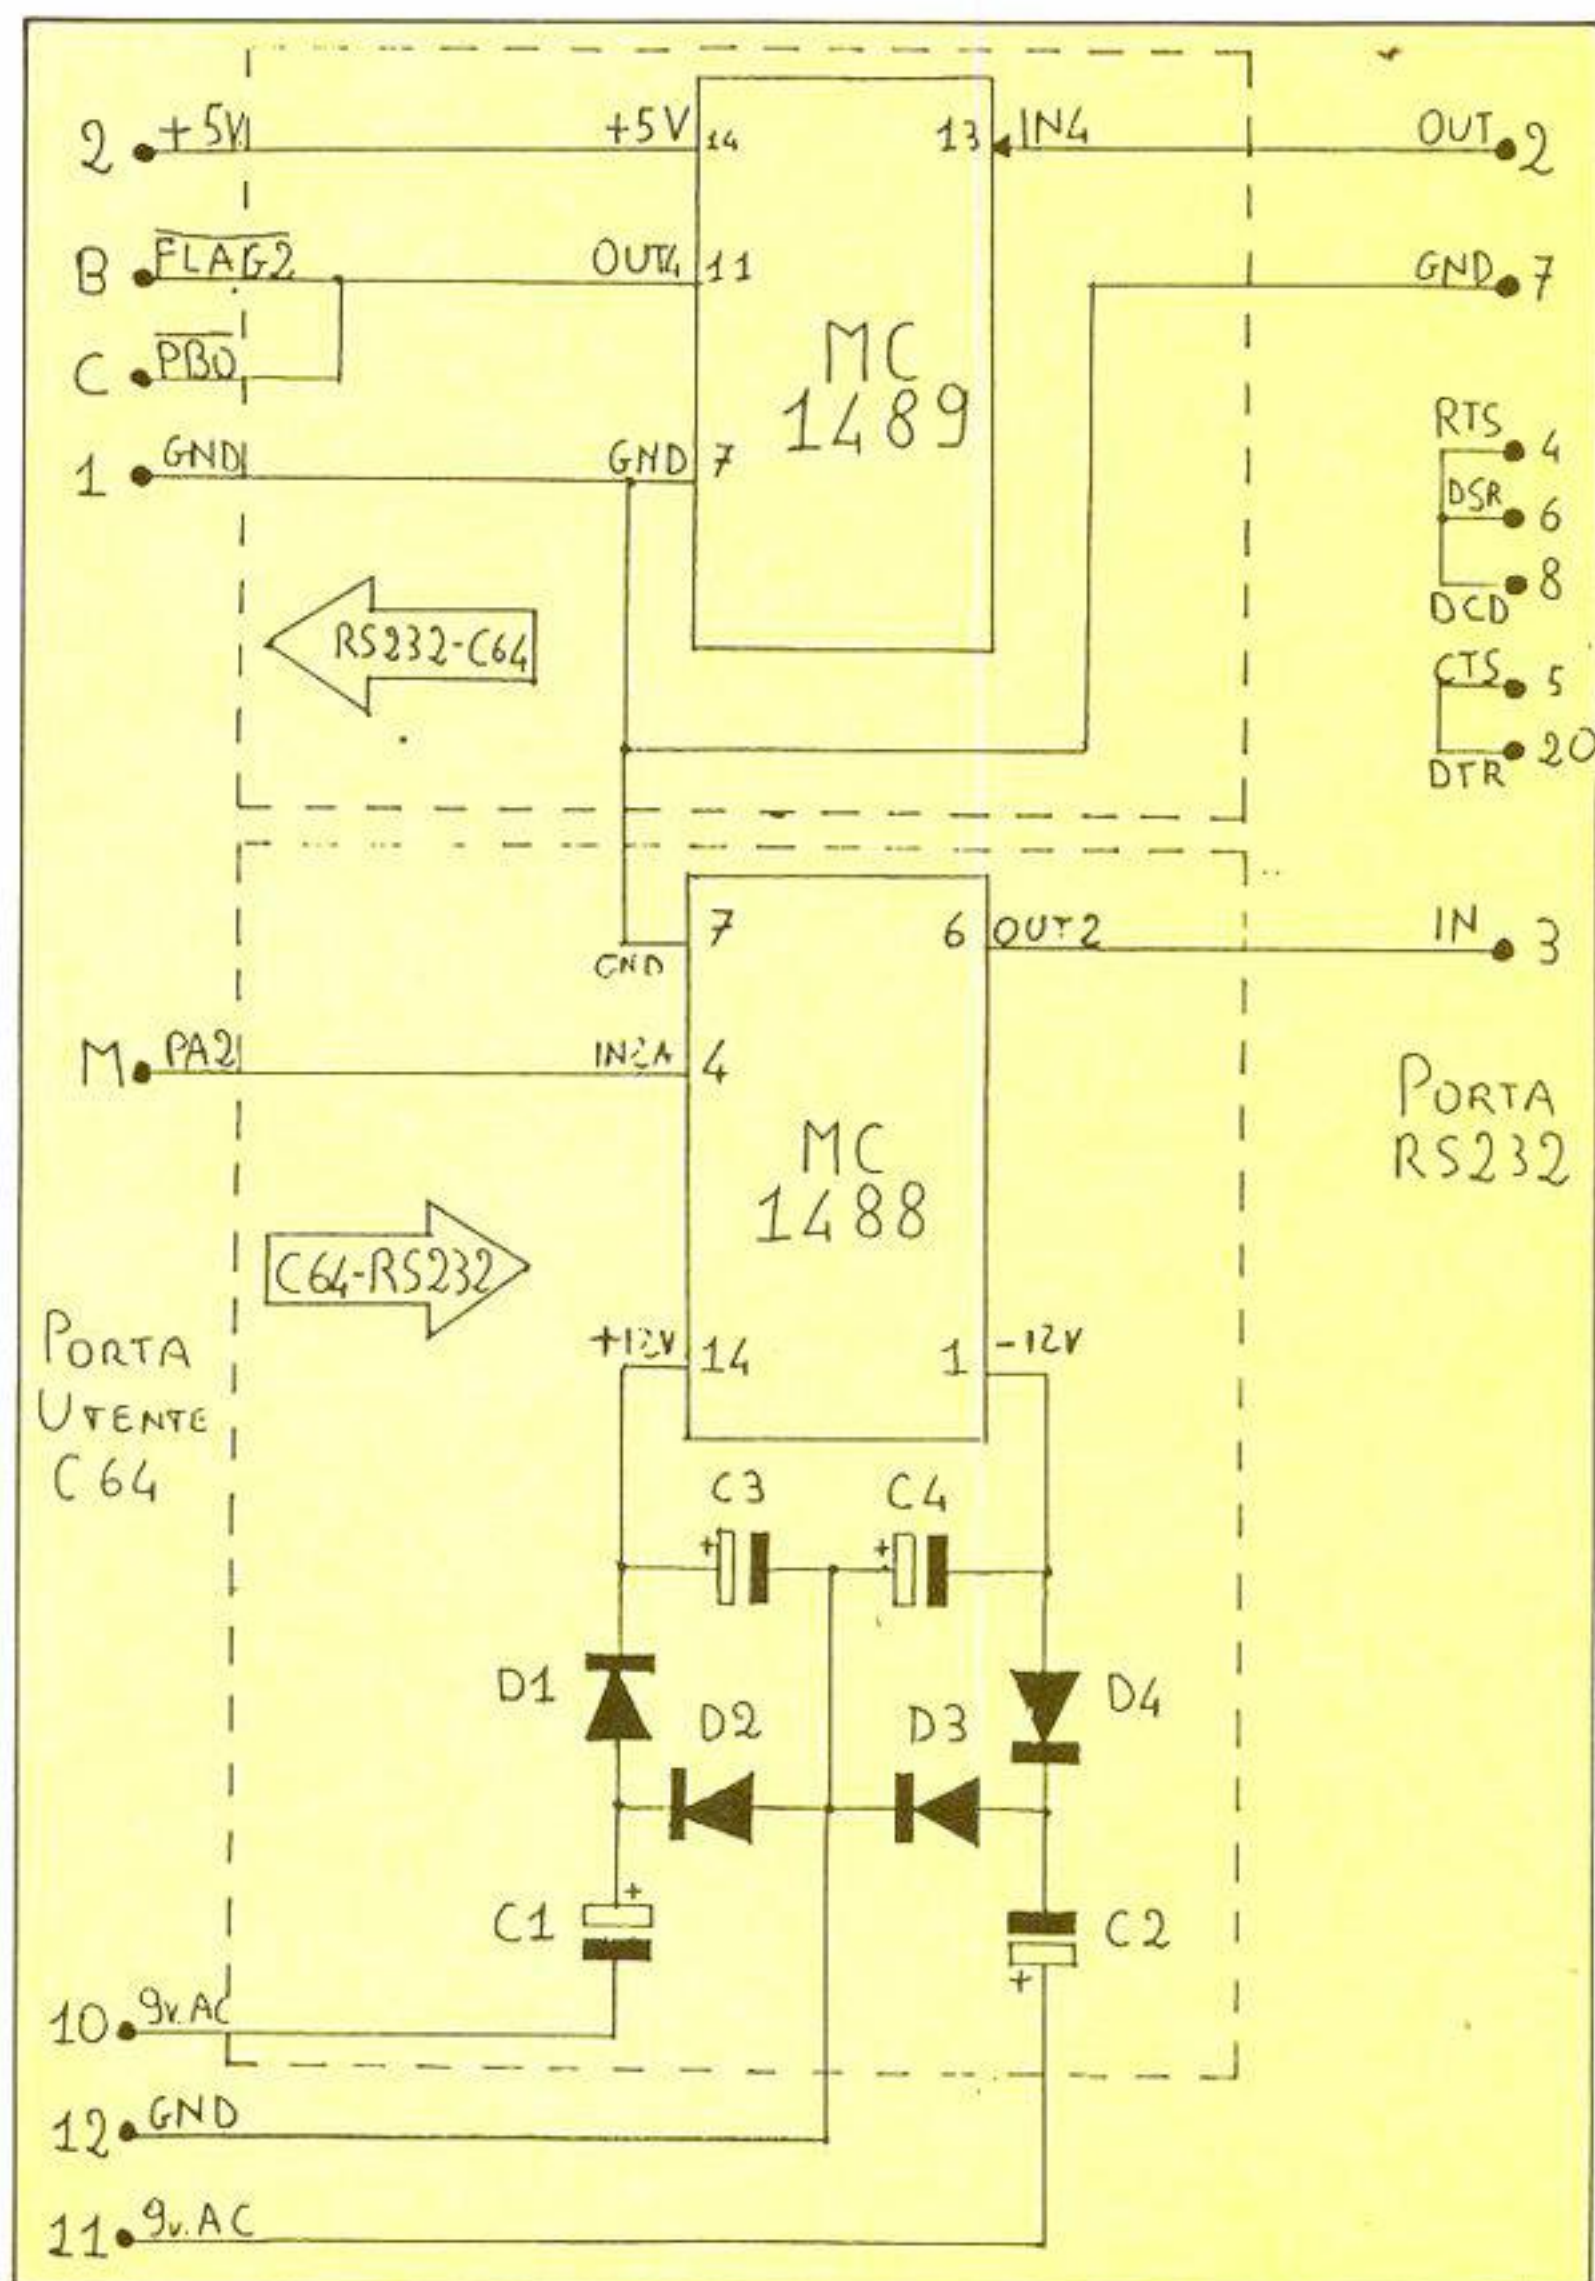 2 +5V +5V 14 13 IN4 OUT 2
B FLAG2 OUT4 11 GND 7
C PB0
MC
1489
1 GND GND 7
RTS 4
DSR 6
8
DCD
RS232-C64
CTS 5
20
DTR
7 6 OUT2 IN 3
GND
M PA2 IN2A 4
PORTA
RS232
MC
1488
C64-RS232
+12V 14 1 -12V
PORTA
UTENTE
C64
C3 C4
+ +
D1 D4
D2 D3
+
C1 C2
+
10 9v.AC
12 GND
11 9v.AC